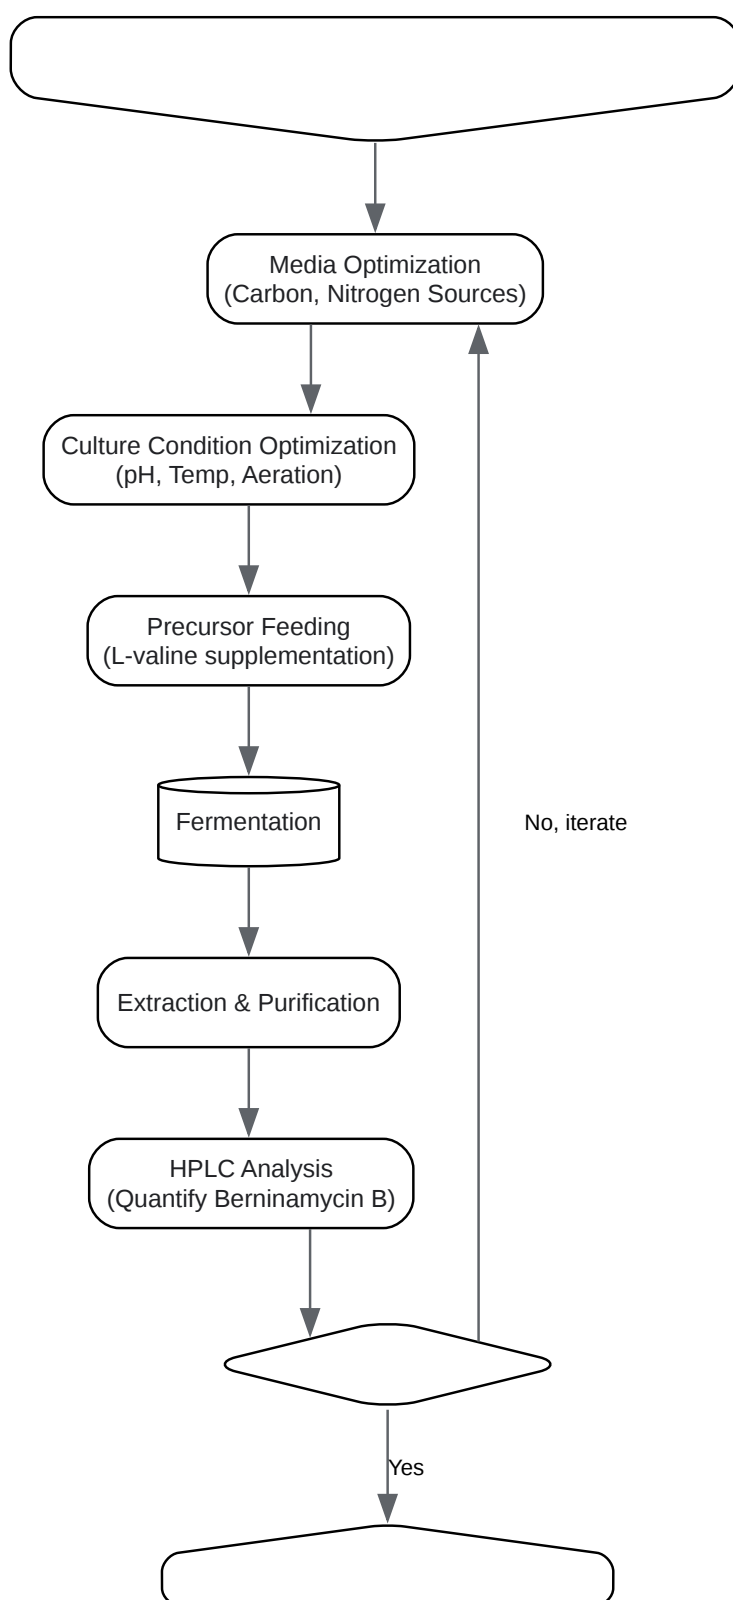 Media Optimization
(Carbon, Nitrogen Sources)
Culture Condition Optimization
(pH, Temp, Aeration)
Precursor Feeding
(L-valine supplementation)
Fermentation
No, iterate
Extraction & Purification
HPLC Analysis
(Quantify Berninamycin B)
Yes